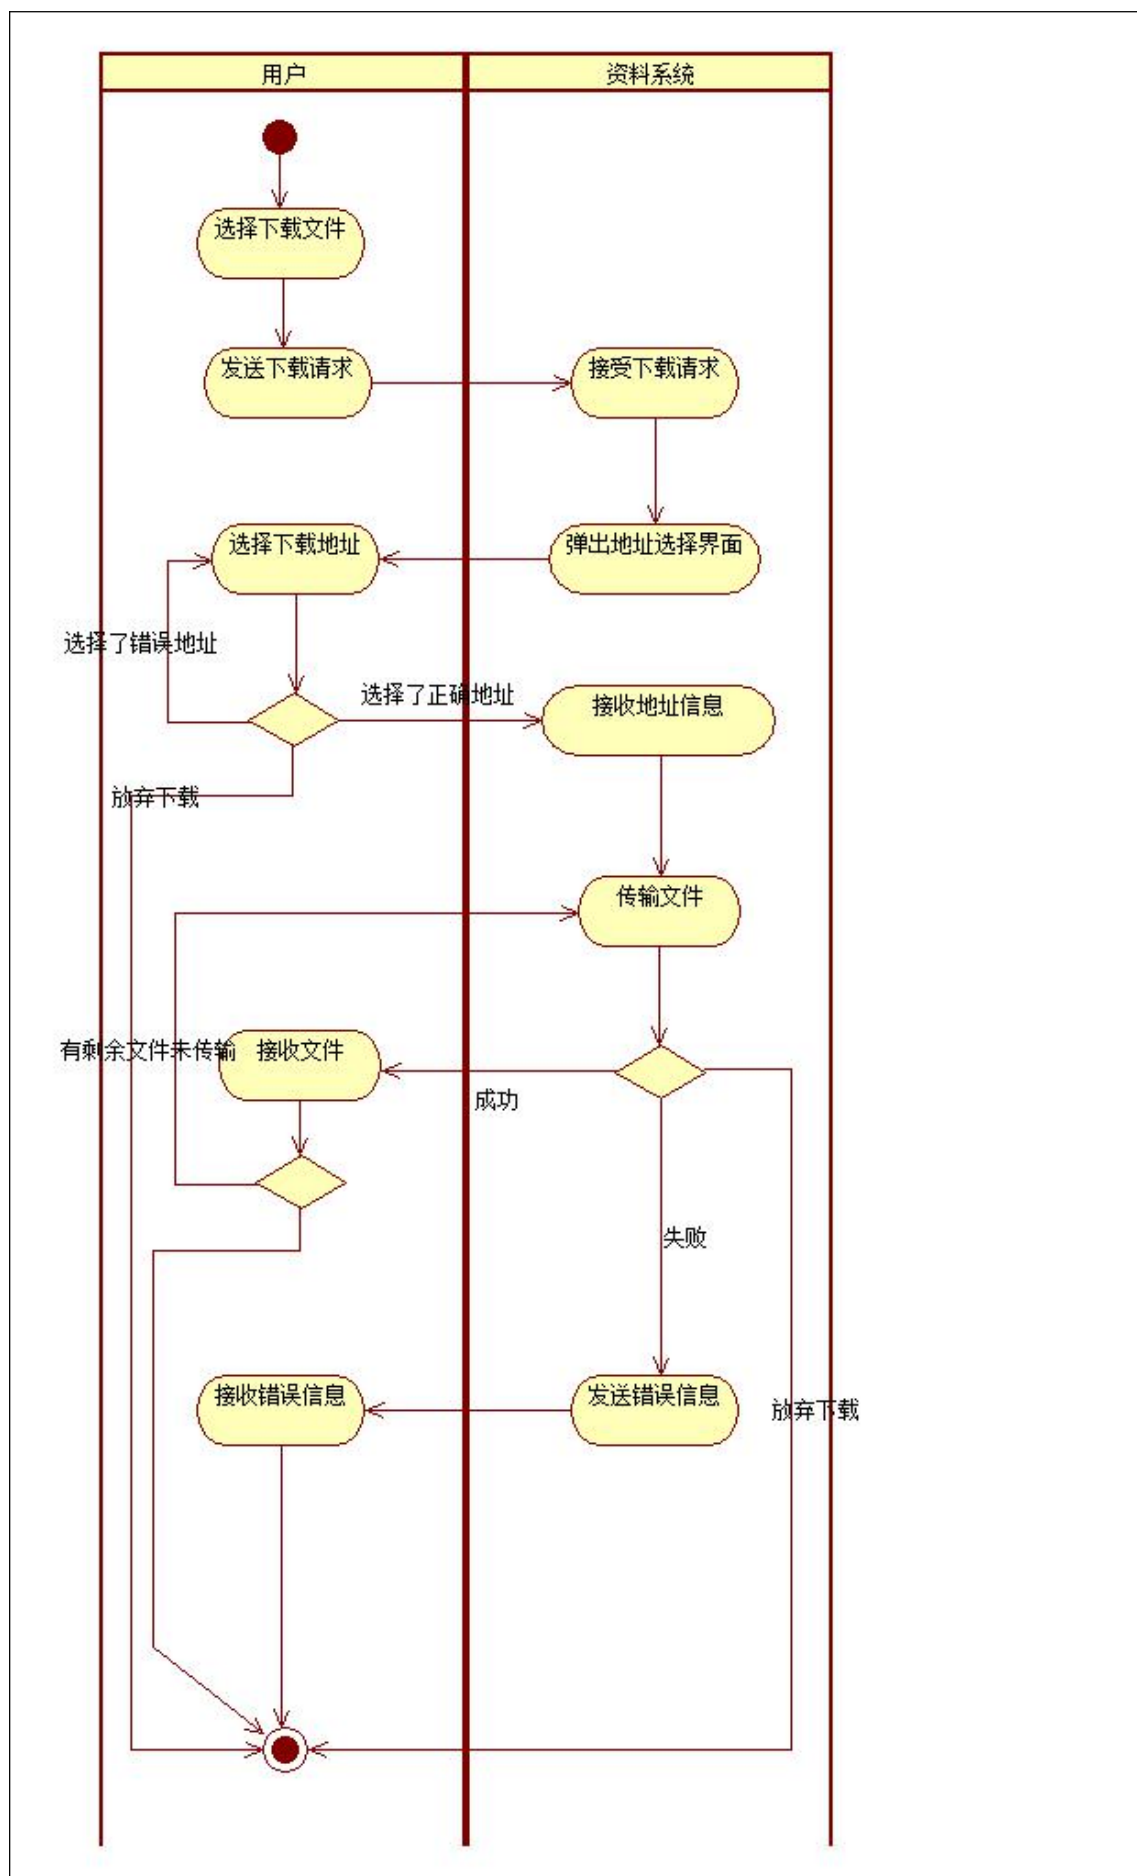 用户
资料系统
选择下载文件
发送下载请求
接受下载请求
选择下载地址
弹出地址选择界面
选择了错误地址
选择了正确地址
接收地址信息
放弃下载
传输文件
有剩余文件未传输
接收文件
成功
失败
接收错误信息
发送错误信息
放弃下载